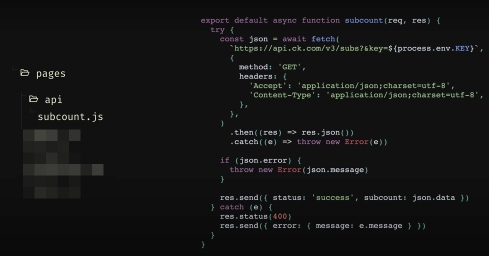 pages
api
subcount.js
export default async function subcount(req, res) {
try {
const json = await fetch(
`https://api.ck.com/v3/subs?&key=${process.env.KEY}`,
{
method: 'GET',
headers: {
'Accept': 'application/json;charset=utf-8',
'Content-Type': 'application/json;charset=utf-8',
},
},
)
.then((res) => res.json())
.catch((e) => throw new Error(e))
if (json.error) {
throw new Error(json.message)
}
res.send({ status: 'success', subcount: json.data })
} catch (e) {
res.status(400)
res.send({ error: { message: e.message } })
}
}